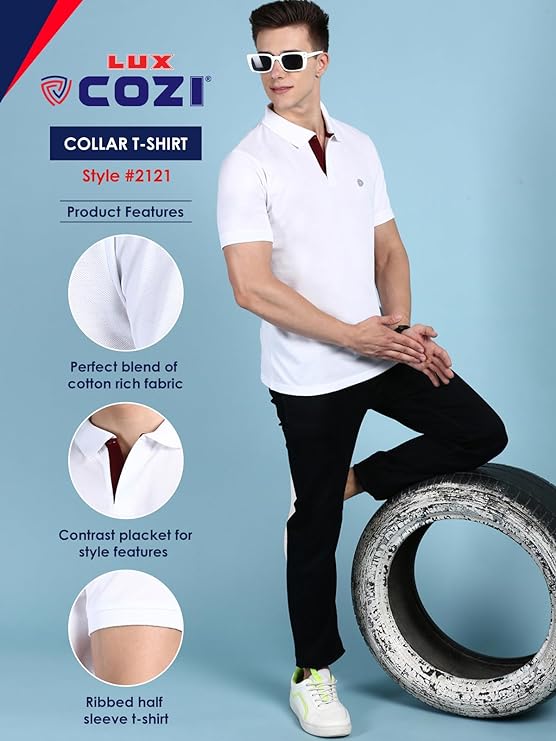 LUX
COZI®
COLLAR T-SHIRT
Style #2121
Product Features
Perfect blend of
cotton rich fabric
Contrast placket for
style features
Ribbed half
sleeve t-shirt